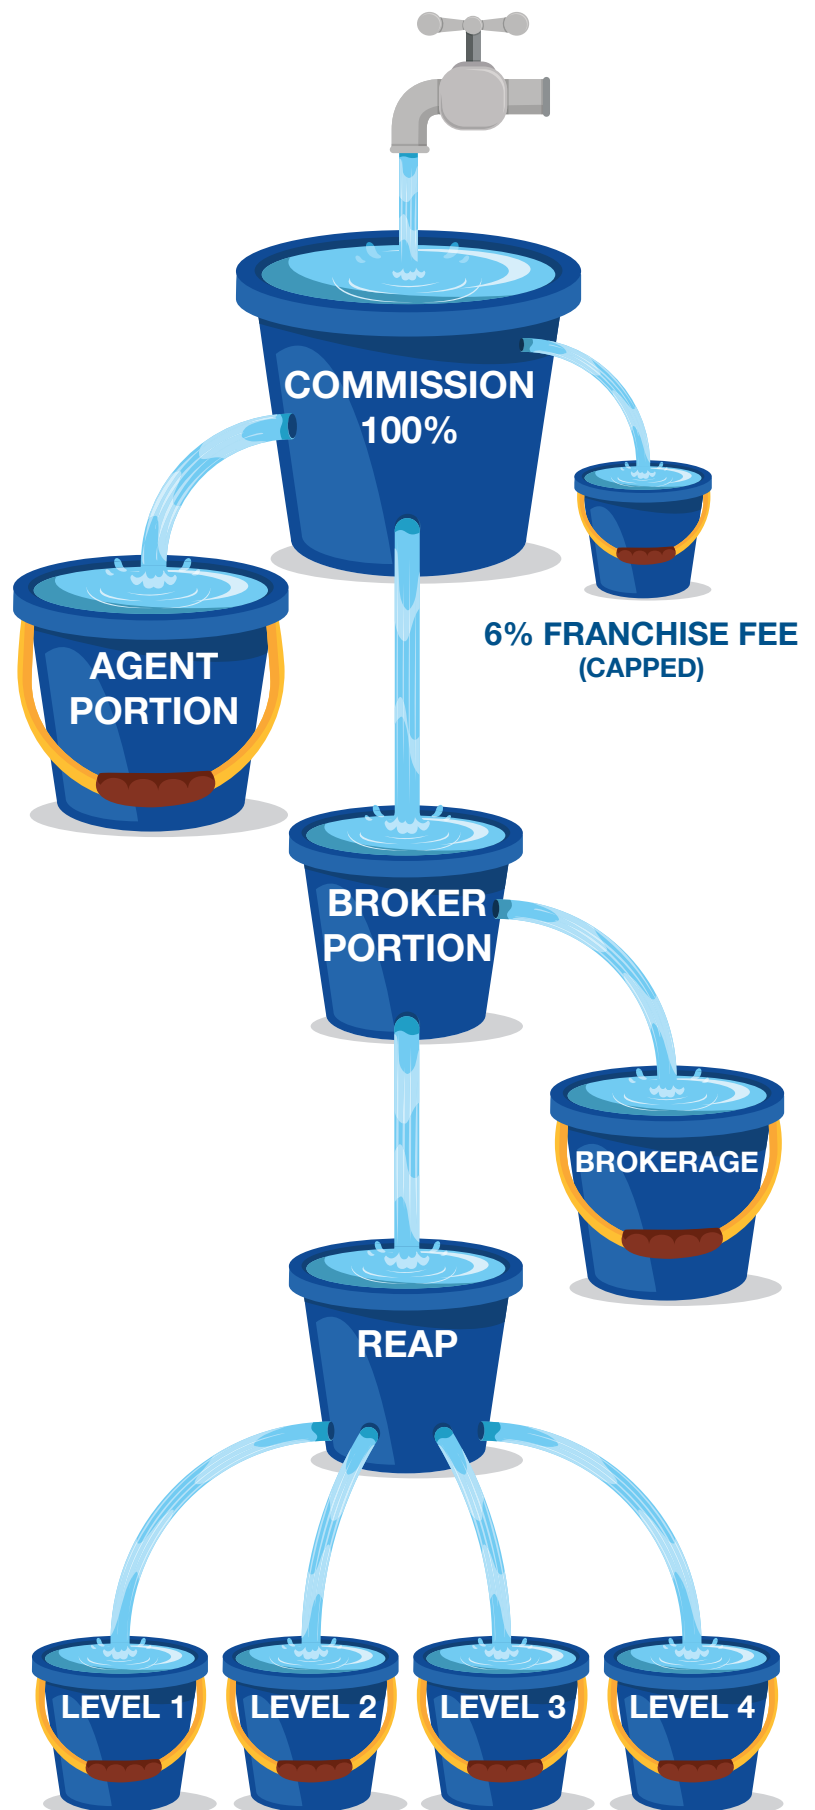 COMMISSION
100%
6% FRANCHISE FEE
(CAPPED)
AGENT
PORTION
BROKER
PORTION
BROKERAGE
REAP
LEVEL 1
LEVEL 2
LEVEL 3
LEVEL 4